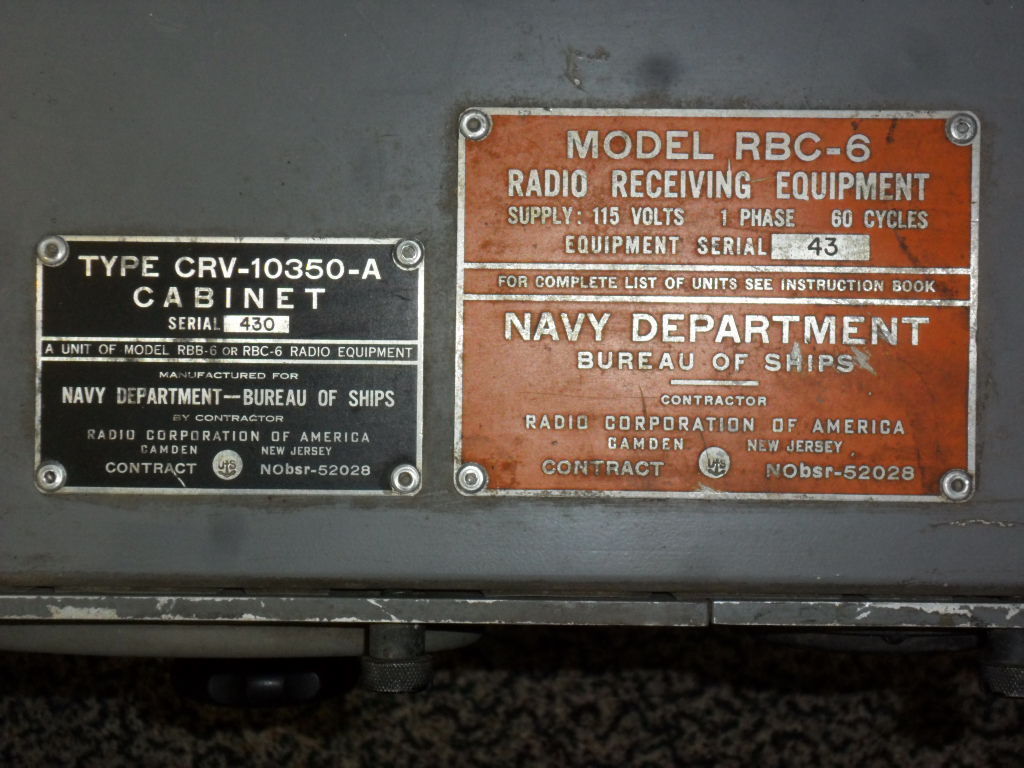 TYPE CRV-10350-A
CABINET
SERIAL 430
A UNIT OF MODEL RBB-6 OR RBC-6 RADIO EQUIPMENT
MANUFACTURED FOR
NAVY DEPARTMENT—BUREAU OF SHIPS
BY CONTRACTOR
RADIO CORPORATION OF AMERICA
CAMDEN NEW JERSEY
CONTRACT US NObsr-52028
MODEL RBC-6
RADIO RECEIVING EQUIPMENT
SUPPLY: 115 VOLTS 1 PHASE 60 CYCLES
EQUIPMENT SERIAL 43
FOR COMPLETE LIST OF UNITS SEE INSTRUCTION BOOK
NAVY DEPARTMENT
BUREAU OF SHIPS
CONTRACTOR
RADIO CORPORATION OF AMERICA
CAMDEN NEW JERSEY
CONTRACT US NObsr-52028